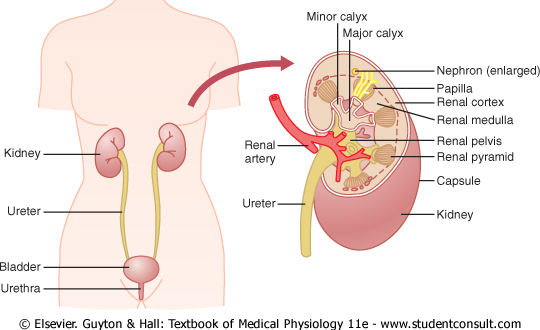 Minor calyx
Major calyx
Nephron (enlarged)
Papilla
Renal cortex
Renal medulla
Renal pelvis
Renal pyramid
Capsule
Kidney
Renal
artery
Ureter
Kidney
Ureter
Bladder
Urethra
© Elsevier. Guyton & Hall: Textbook of Medical Physiology 11e - www.studentconsult.com